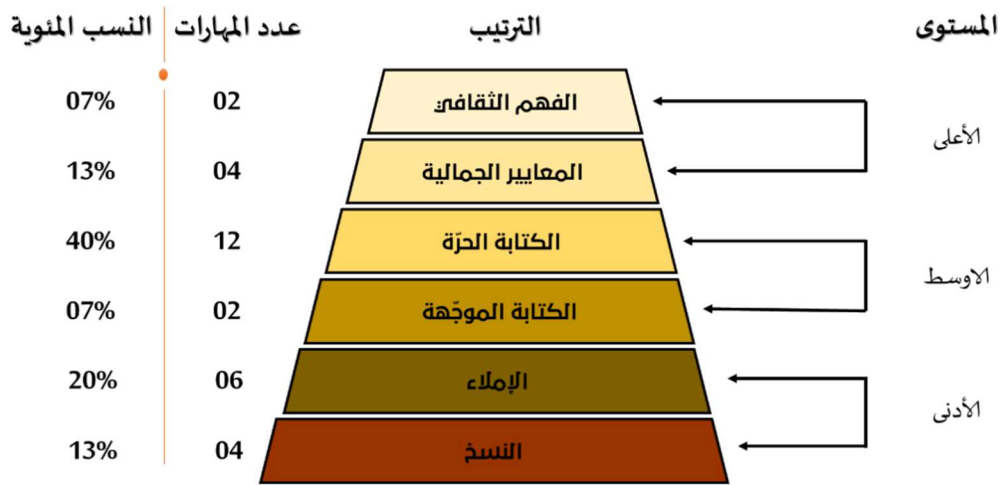 المستوى الترتيب عدد المهارات النسب المئوية
الفهم الثقافي 02 07%
الأعلى
المعايير الجمالية 04 13%
الكتابة الحرّة 12 40%
الاوسط
الكتابة الموجّهة 02 07%
الإملاء 06 20%
الأدنى
النسخ 04 13%